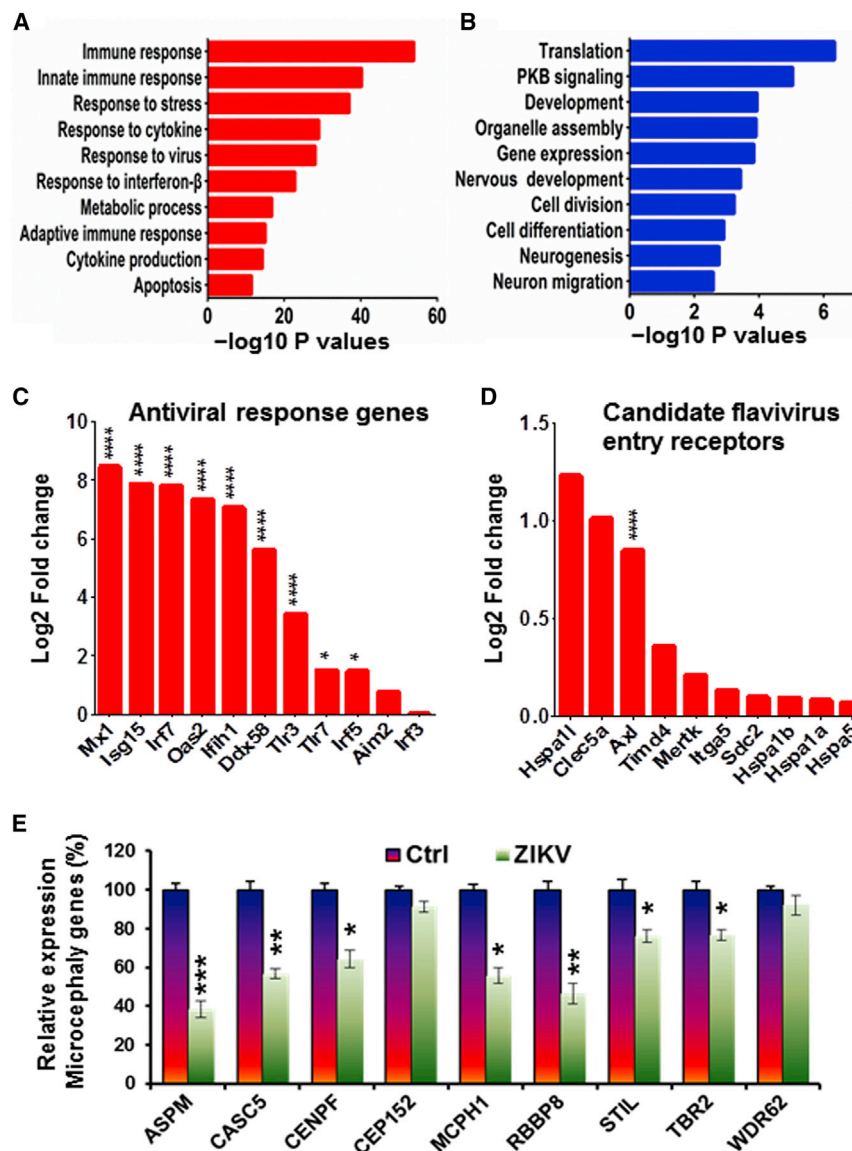 A
Immune response
Innate immune response
Response to stress
Response to cytokine
Response to virus
Response to interferon-β
Metabolic process
Adaptive immune response
Cytokine production
Apoptosis
0 20 40 60
−log10 P values
B
Translation
PKB signaling
Development
Organelle assembly
Gene expression
Nervous development
Cell division
Cell differentiation
Neurogenesis
Neuron migration
0 2 4 6
−log10 P values
C
Antiviral response genes
Log2 Fold change
10
8
6
4
2
0
**** **** **** **** **** **** **** * *
Mx1 Isg15 Irf7 Oas2 Ifih1 Ddx58 Tlr3 Tlr7 Irf5 Aim2 Irf3
D
Candidate flavivirus
entry receptors
Log2 Fold change
1.5
1.0
0.5
0.0
****
Hspa1l Clec5a Axl Timd4 Mertk Itga5 Sdc2 Hspa1b Hspa1a Hspa5
E
Relative expression
Microcephaly genes (%)
Ctrl ZIKV
120
100
80
60
40
20
0
*** ** * * ** * *
ASPM CASC5 CENPF CEP152 MCPH1 RBBP8 STIL TBR2 WDR62